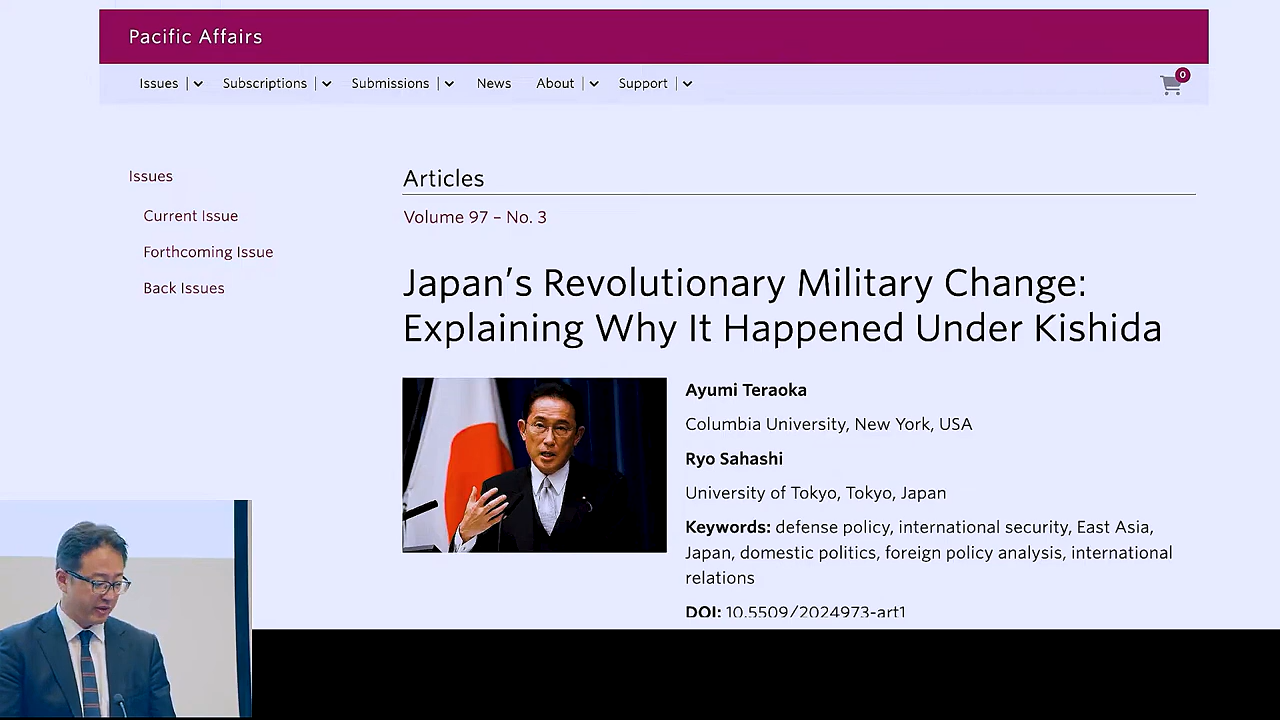 Pacific Affairs
Issues
Subscriptions
Submissions
News
About
Support
0
Issues
Current Issue
Forthcoming Issue
Back Issues
Articles
Volume 97 – No. 3
Japan’s Revolutionary Military Change:
Explaining Why It Happened Under Kishida
Ayumi Teraoka
Columbia University, New York, USA
Ryo Sahashi
University of Tokyo, Tokyo, Japan
Keywords: defense policy, international security, East Asia,
Japan, domestic politics, foreign policy analysis, international
relations
DOI: 10.5509/2024973-art1